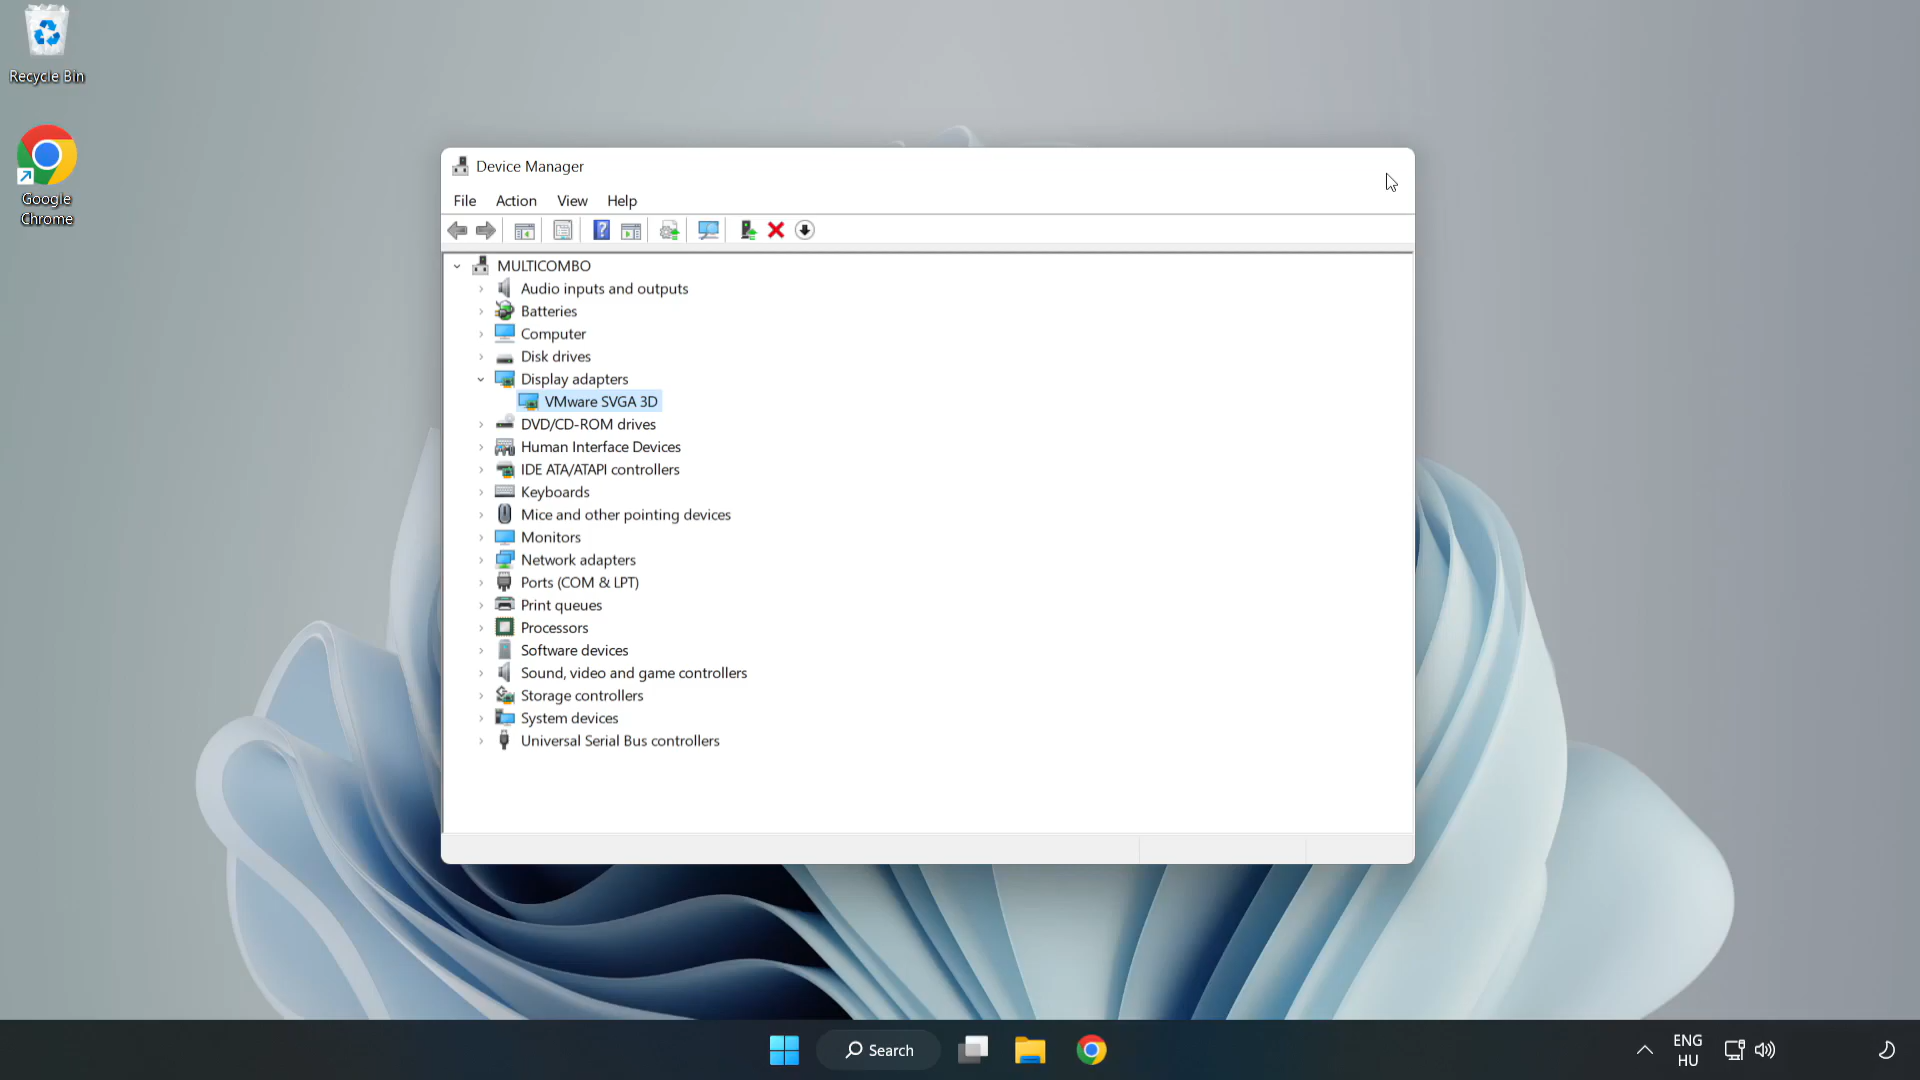 Recycle Bin
Google
Chrome
Device Manager
File Action View Help
MULTICOMBO
Audio inputs and outputs
Batteries
Computer
Disk drives
Display adapters
VMware SVGA 3D
DVD/CD-ROM drives
Human Interface Devices
IDE ATA/ATAPI controllers
Keyboards
Mice and other pointing devices
Monitors
Network adapters
Ports (COM & LPT)
Print queues
Processors
Software devices
Sound, video and game controllers
Storage controllers
System devices
Universal Serial Bus controllers
Search
ENG
HU